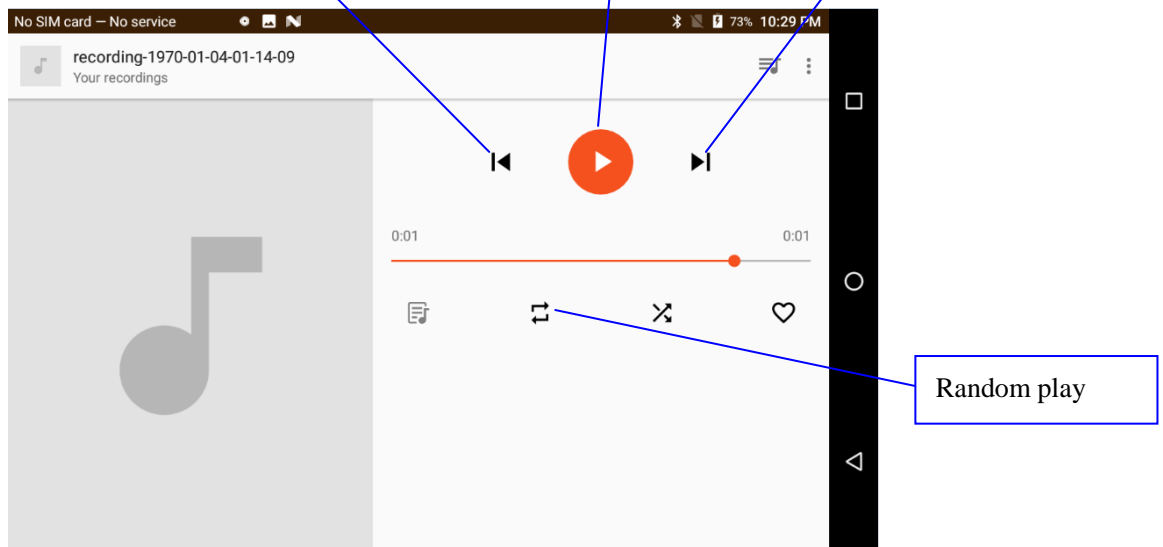 No SIM card — No service 73% 10:29 PM
recording-1970-01-04-01-14-09
Your recordings
0:01 0:01
Random play